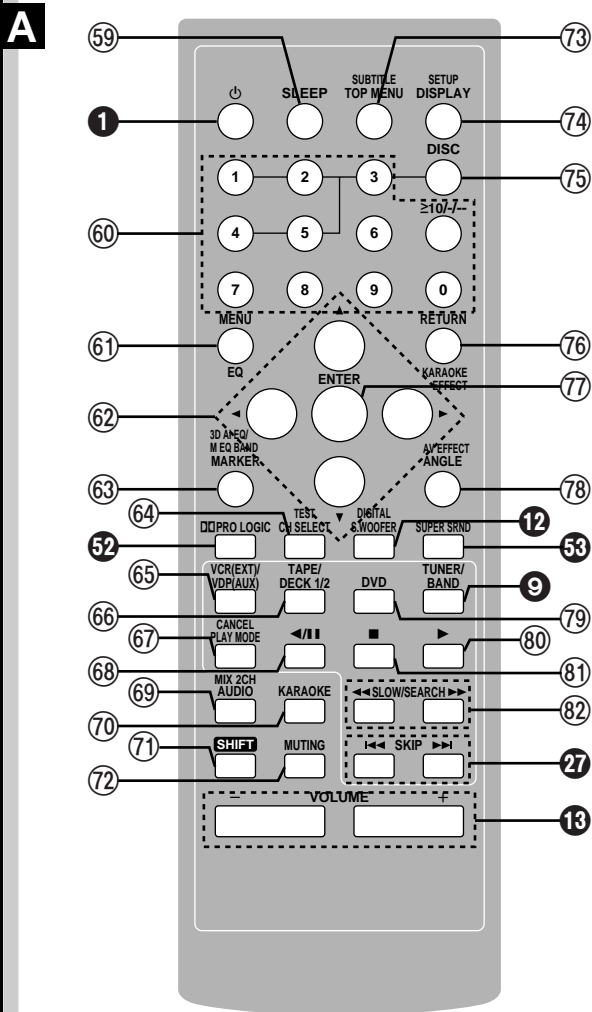 A
59
73
SUBTITLE
SETUP
⏻
SLEEP
TOP MENU
DISPLAY
1
74
DISC
1
2
3
75
≥10/-/--
60
4
5
6
7
8
9
0
MENU
RETURN
61
76
EQ
ENTER
KARAOKE
EFFECT
77
62
◄
►
▲
3D AI EQ/
M EQ BAND
MARKER
AV EFFECT
ANGLE
63
78
▼
64
TEST
CH SELECT
DIGITAL
S.WOOFER
12
52
PRO LOGIC
SUPER SRND
53
65
VCR(EXT)/
VDP(AUX)
TAPE/
DECK 1/2
DVD
TUNER/
BAND
9
66
79
67
CANCEL
PLAY MODE
◄/❚❚
■
►
80
68
81
69
MIX 2CH
AUDIO
KARAOKE
◄◄ SLOW/SEARCH ►►
82
70
71
SHIFT
MUTING
I◄◄ SKIP ►►I
27
72
− VOLUME +
13